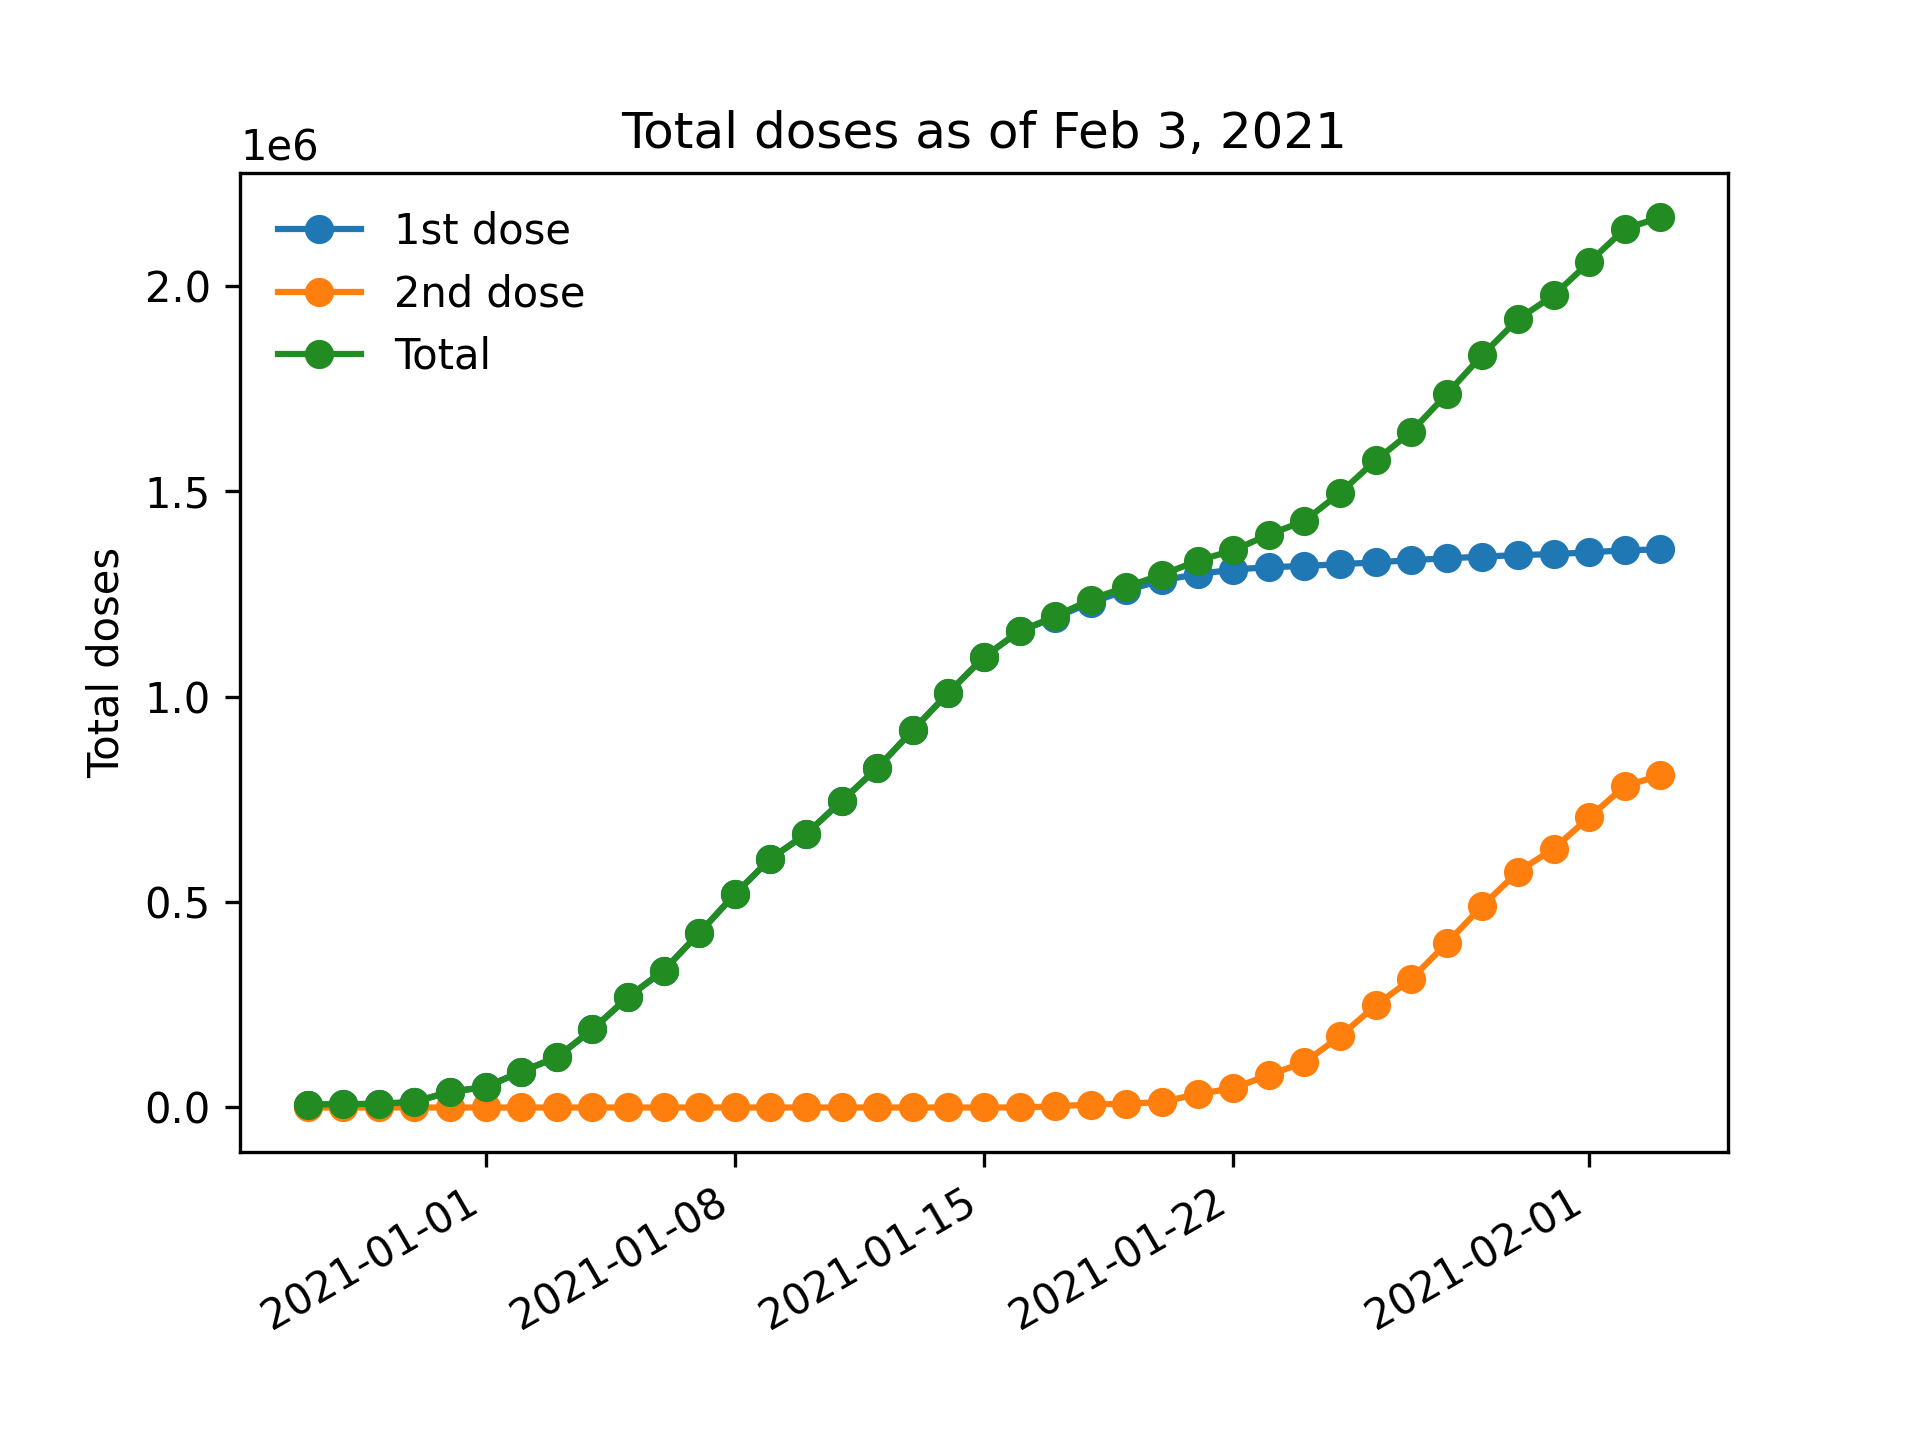 Total doses as of Feb 3, 2021
1e6
1st dose
2nd dose
Total
2.0
1.5
1.0
0.5
0.0
Total doses
2021-01-01
2021-01-08
2021-01-15
2021-01-22
2021-02-01